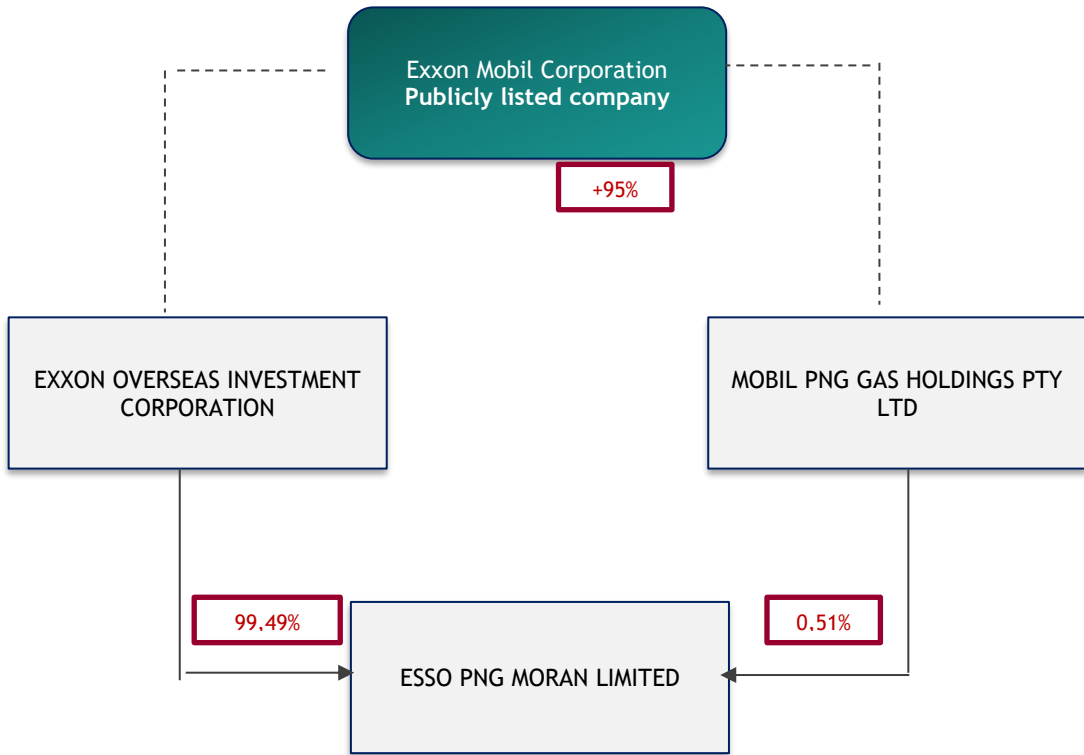 Exxon Mobil Corporation
Publicly listed company
+95%
EXXON OVERSEAS INVESTMENT
CORPORATION
MOBIL PNG GAS HOLDINGS PTY
LTD
99,49%
0,51%
ESSO PNG MORAN LIMITED